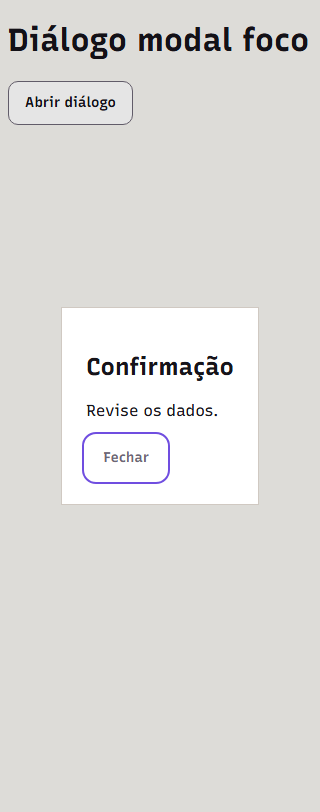 Diálogo modal foco
Abrir diálogo
Confirmação
Revise os dados.
Fechar